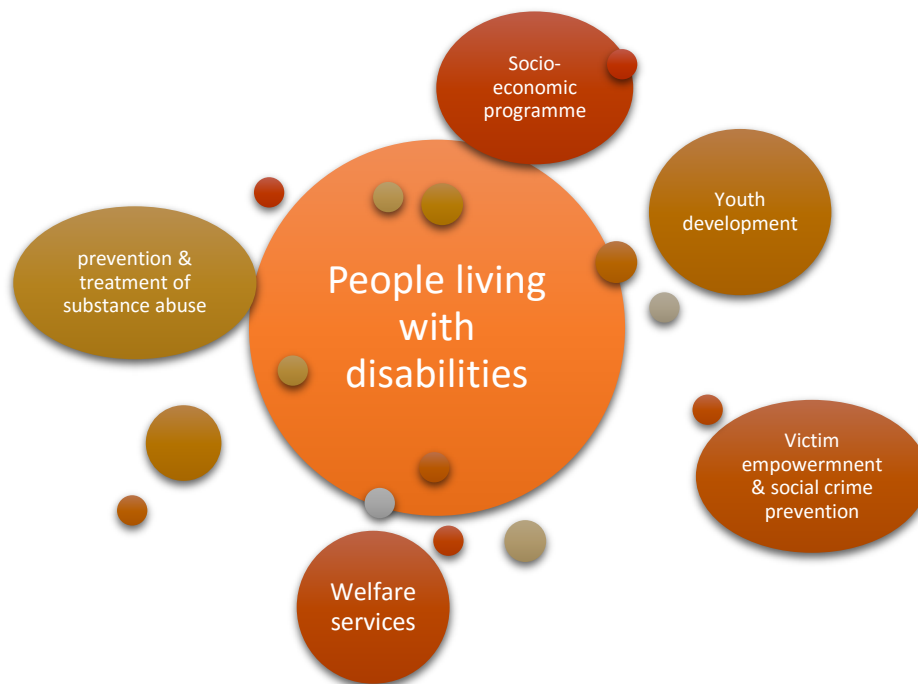 Socio-
economic
programme
Youth
development
prevention &
treatment of
substance abuse
People living
with
disabilities
Victim
empowermnent
& social crime
prevention
Welfare
services